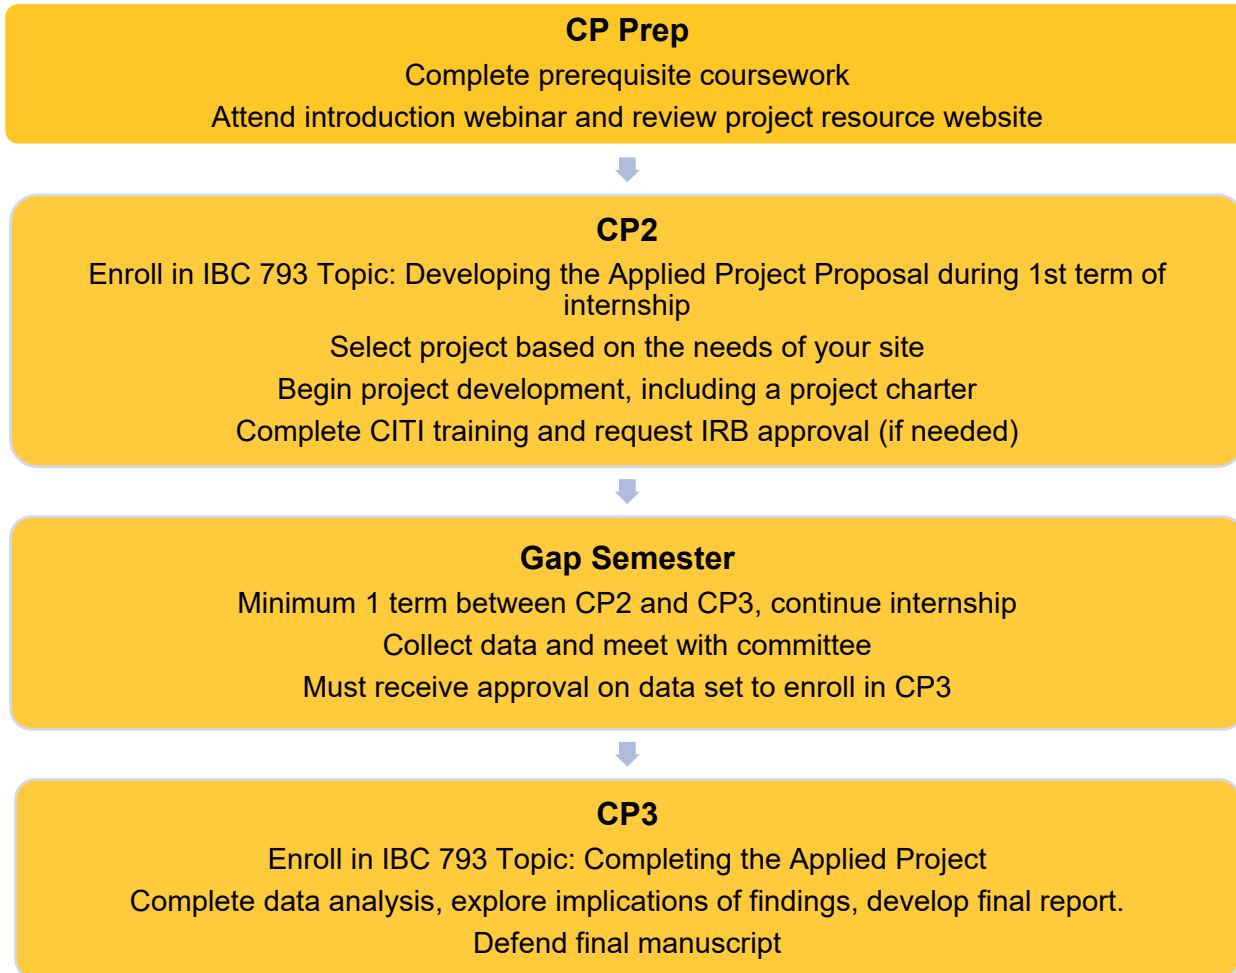 CP Prep
Complete prerequisite coursework
Attend introduction webinar and review project resource website
CP2
Enroll in IBC 793 Topic: Developing the Applied Project Proposal during 1st term of
internship
Select project based on the needs of your site
Begin project development, including a project charter
Complete CITI training and request IRB approval (if needed)
Gap Semester
Minimum 1 term between CP2 and CP3, continue internship
Collect data and meet with committee
Must receive approval on data set to enroll in CP3
CP3
Enroll in IBC 793 Topic: Completing the Applied Project
Complete data analysis, explore implications of findings, develop final report.
Defend final manuscript